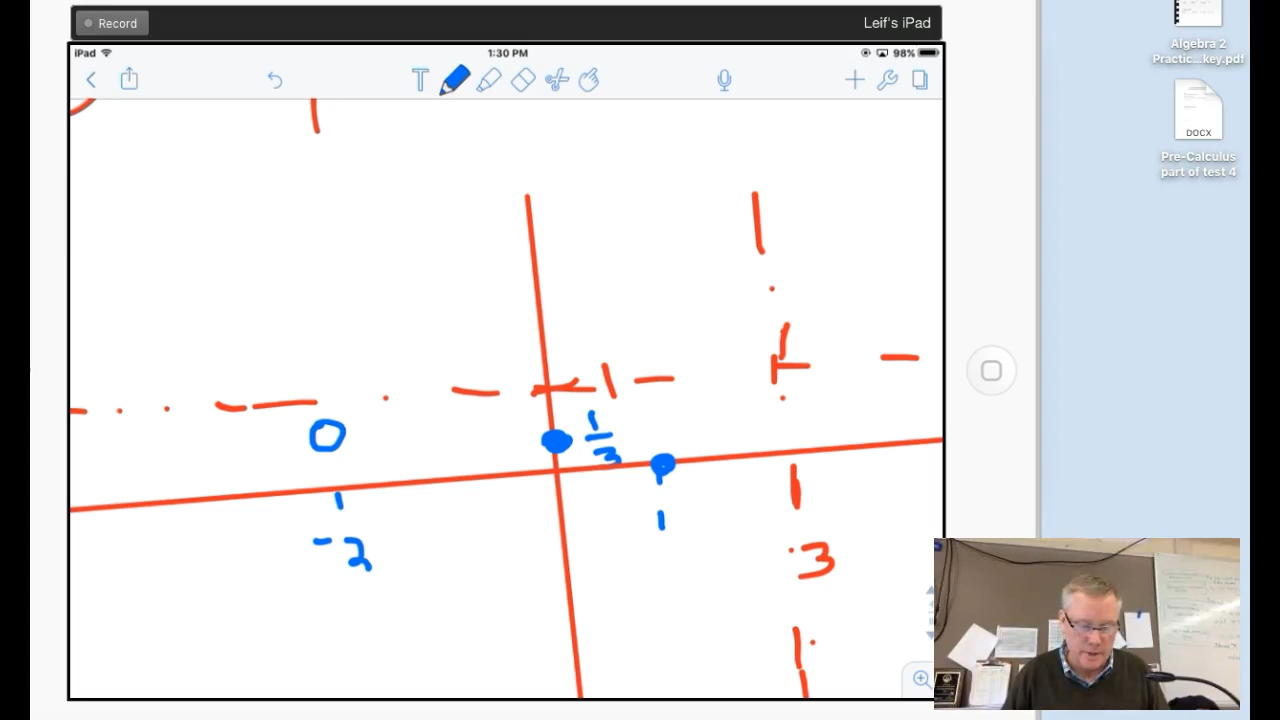 Record
Leif's iPad
iPad
1:30 PM
98%
T
Algebra 2
Practic...key.pdf
DOCX
Pre-Calculus
part of test 4
1
1
3
-2
1
3